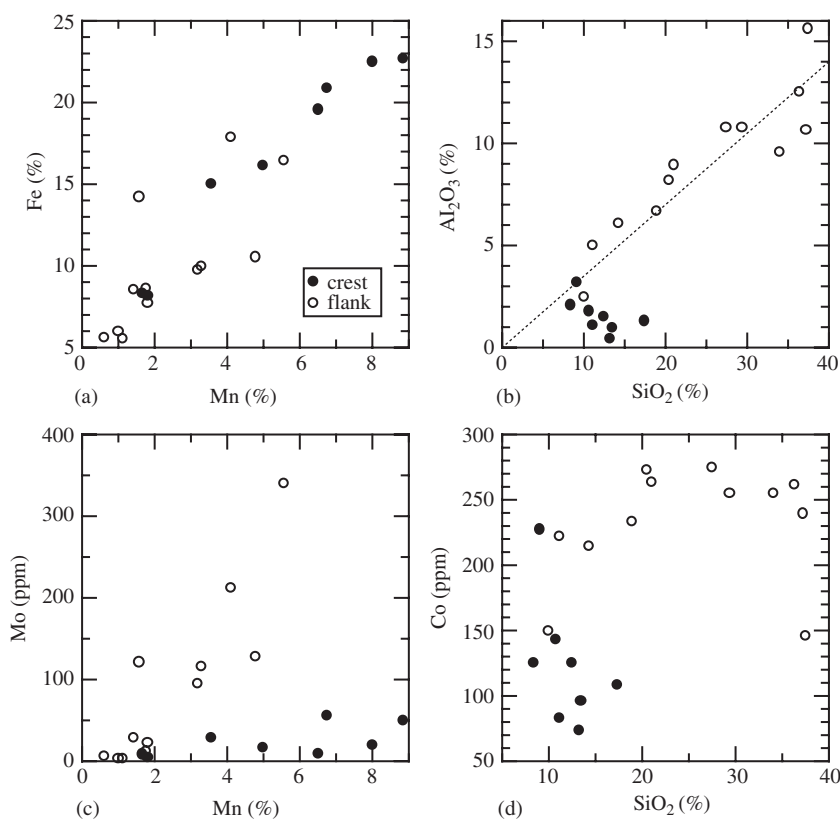 25
20
15
10
5
Fe (%)
0
2
4
6
8
(a)
Mn (%)
crest
flank
15
10
5
0
Al₂O₃ (%)
0
10
20
30
40
(b)
SiO₂ (%)
400
300
200
100
0
Mo (ppm)
0
2
4
6
8
(c)
Mn (%)
300
250
200
150
100
50
Co (ppm)
10
20
30
40
(d)
SiO₂ (%)